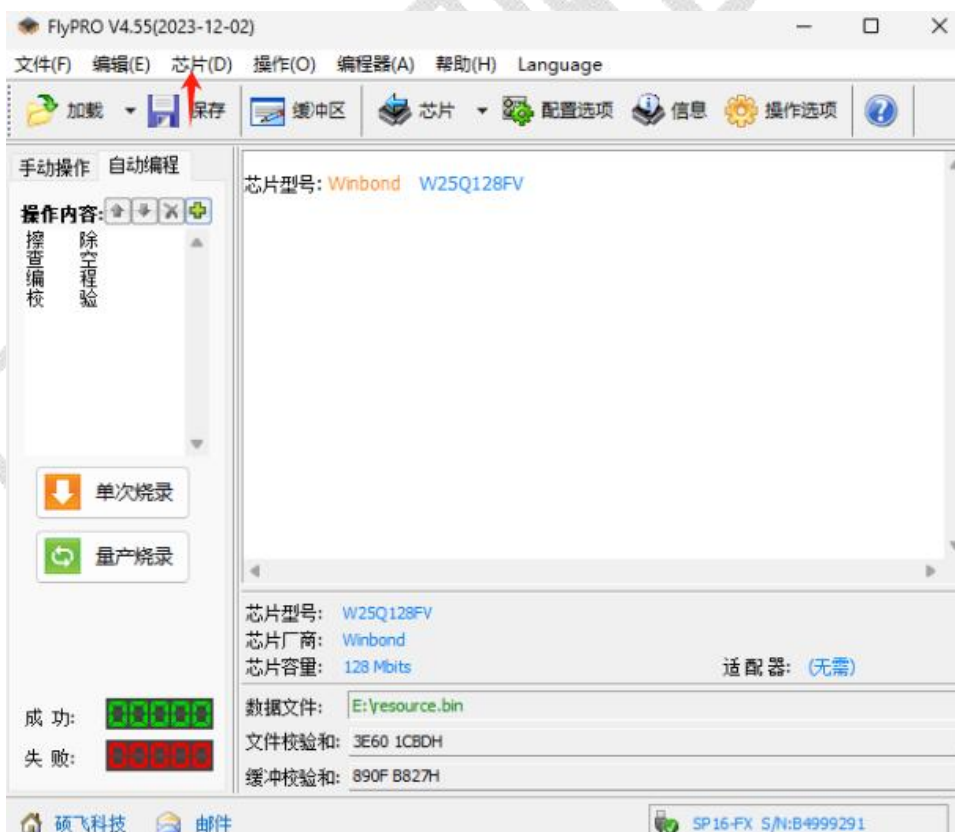 FlyPRO V4.55(2023-12-02)
文件(F) 编辑(E) 芯片(D) 操作(O) 编程器(A) 帮助(H) Language
加载 保存 缓冲区 芯片 配置选项 信息 操作选项
手动操作 自动编程
芯片型号: Winbond W25Q128FV
操作内容:
擦 除
查 空
编 程
校 验
单次烧录
量产烧录
芯片型号: W25Q128FV
芯片厂商: Winbond
芯片容量: 128 Mbits 适 配 器: (无需)
数据文件: E:\resource.bin
文件校验和: 3E60 1CBDH
缓冲校验和: 890F B827H
成 功:
失 败:
硕飞科技 邮件 SP16-FX S/N:B4999291